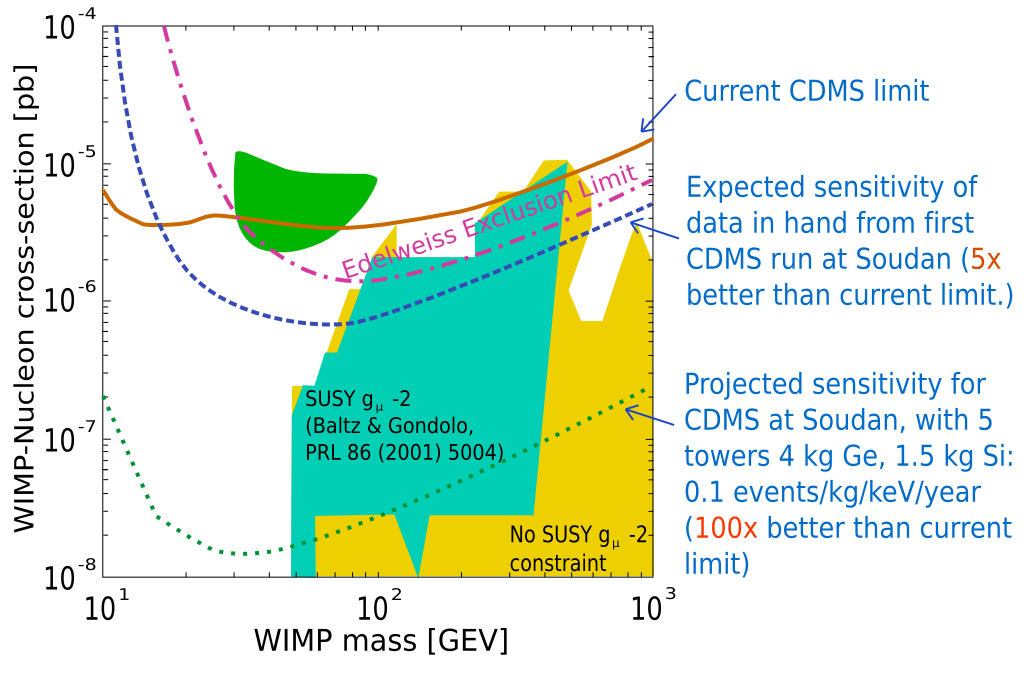 10-4
10-5
10-6
10-7
10-8
WIMP-Nucleon cross-section [pb]
10¹
10²
10³
WIMP mass [GEV]
Edelweiss Exclusion Limit
SUSY gμ -2
(Baltz & Gondolo,
PRL 86 (2001) 5004)
No SUSY gμ -2
constraint
Current CDMS limit
Expected sensitivity of
data in hand from first
CDMS run at Soudan (5x
better than current limit.)
Projected sensitivity for
CDMS at Soudan, with 5
towers 4 kg Ge, 1.5 kg Si:
0.1 events/kg/keV/year
(100x better than current
limit)